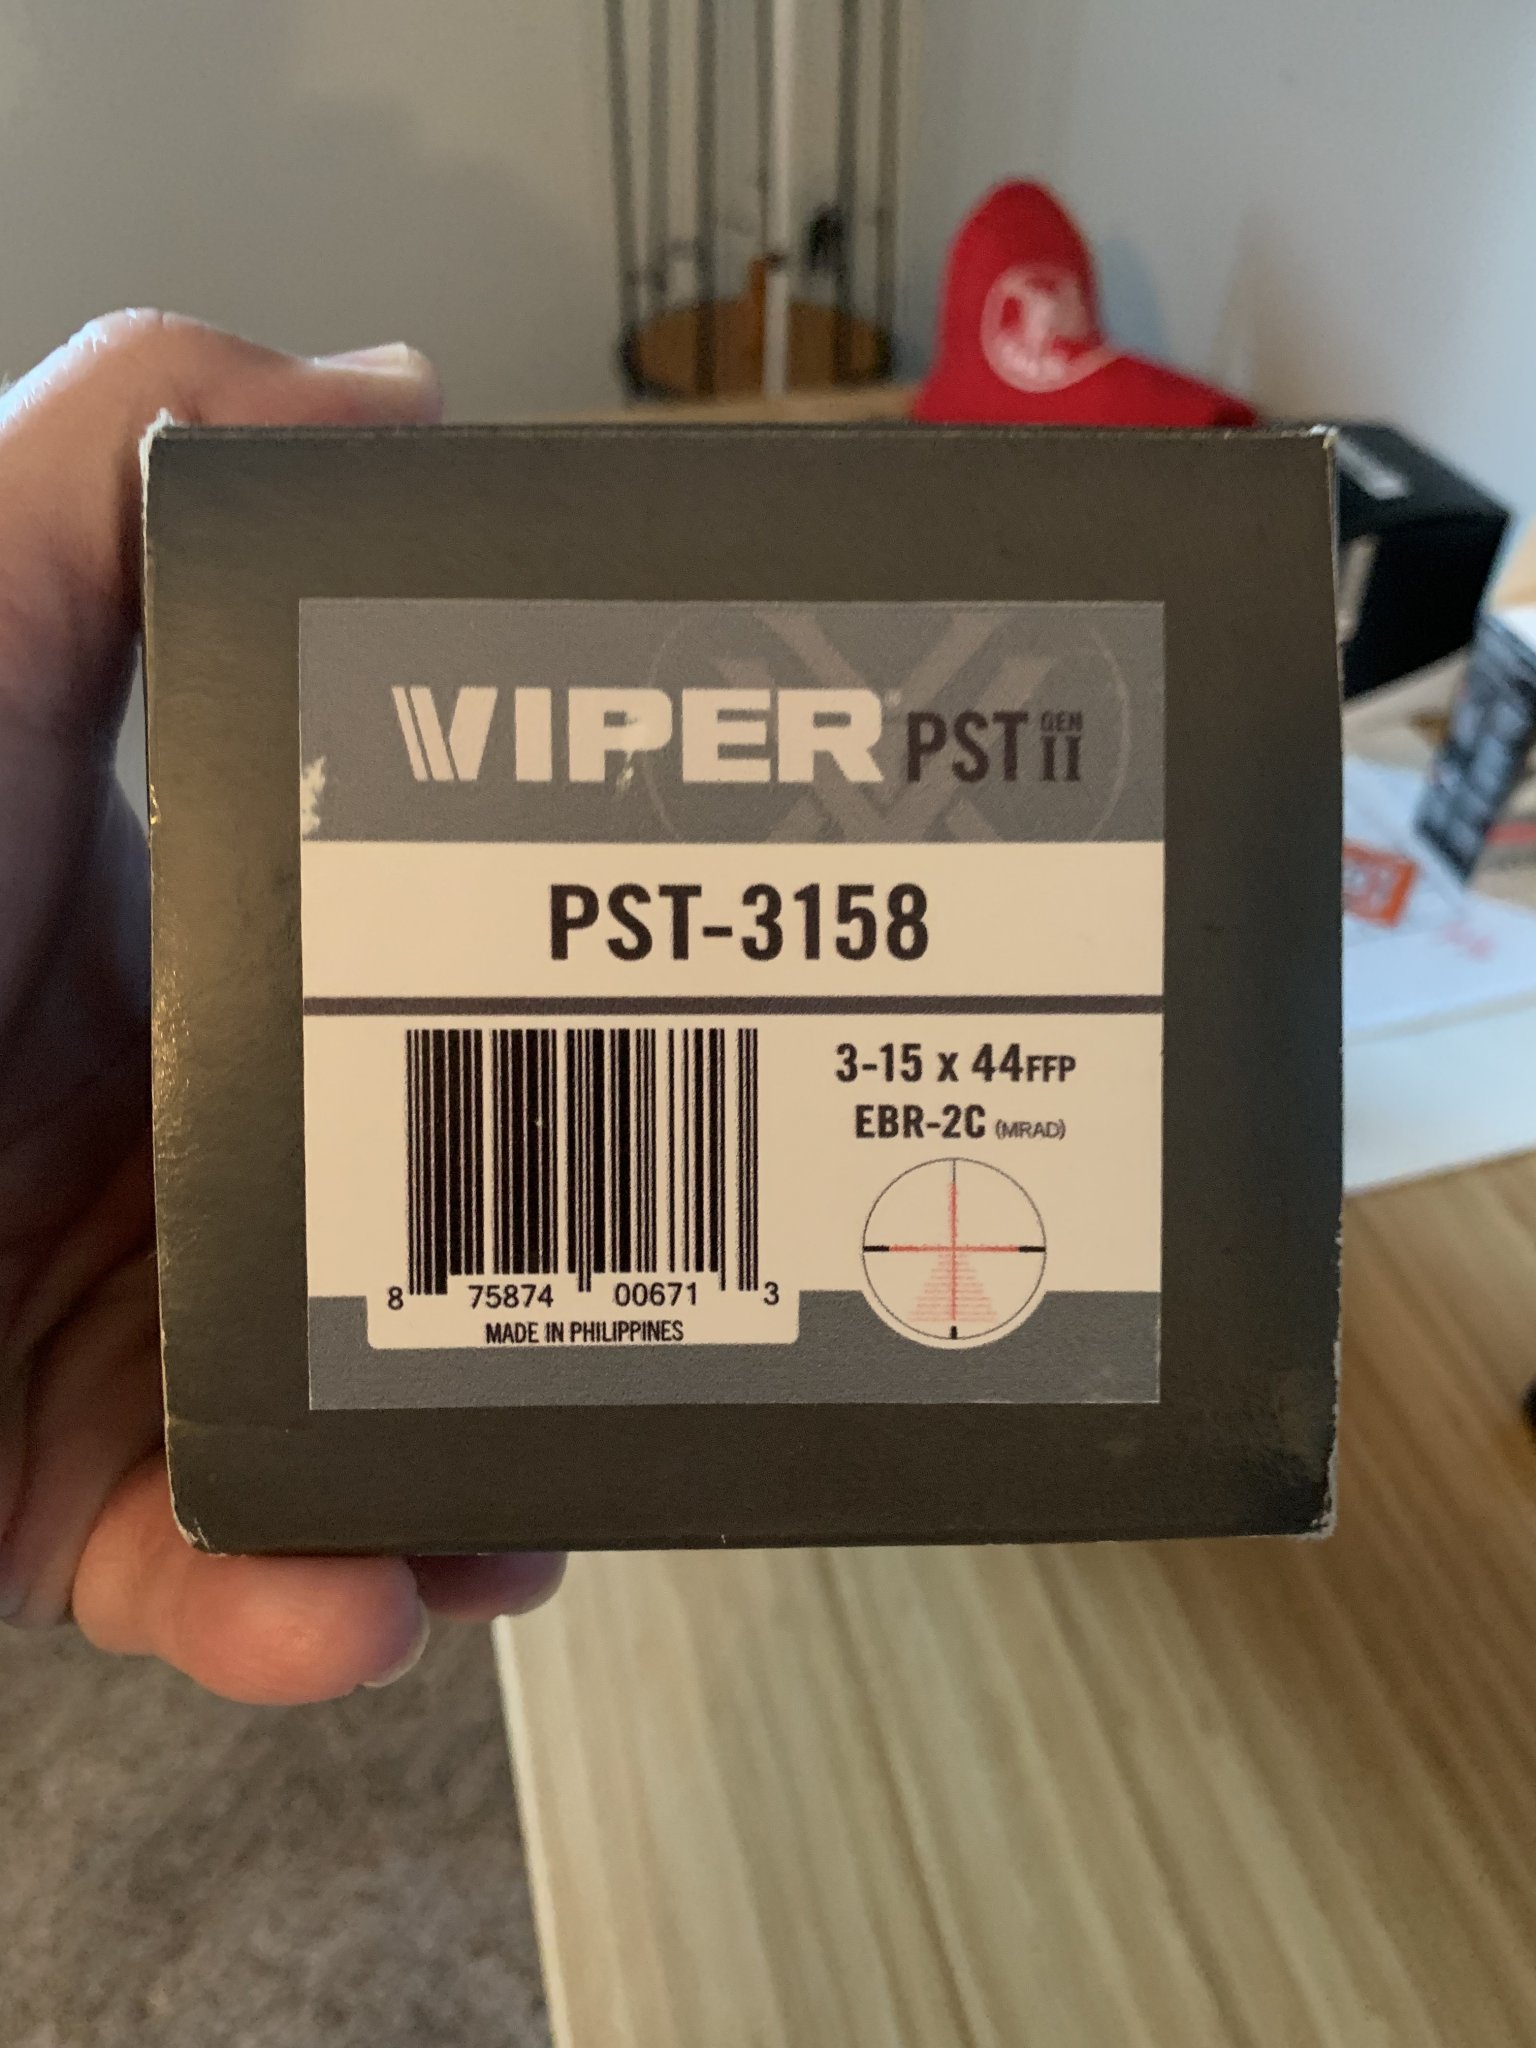 VIPER® PST GEN II
PST-3158
3-15 x 44FFP
EBR-2C (MRAD)
8 75874 00671 3
MADE IN PHILIPPINES